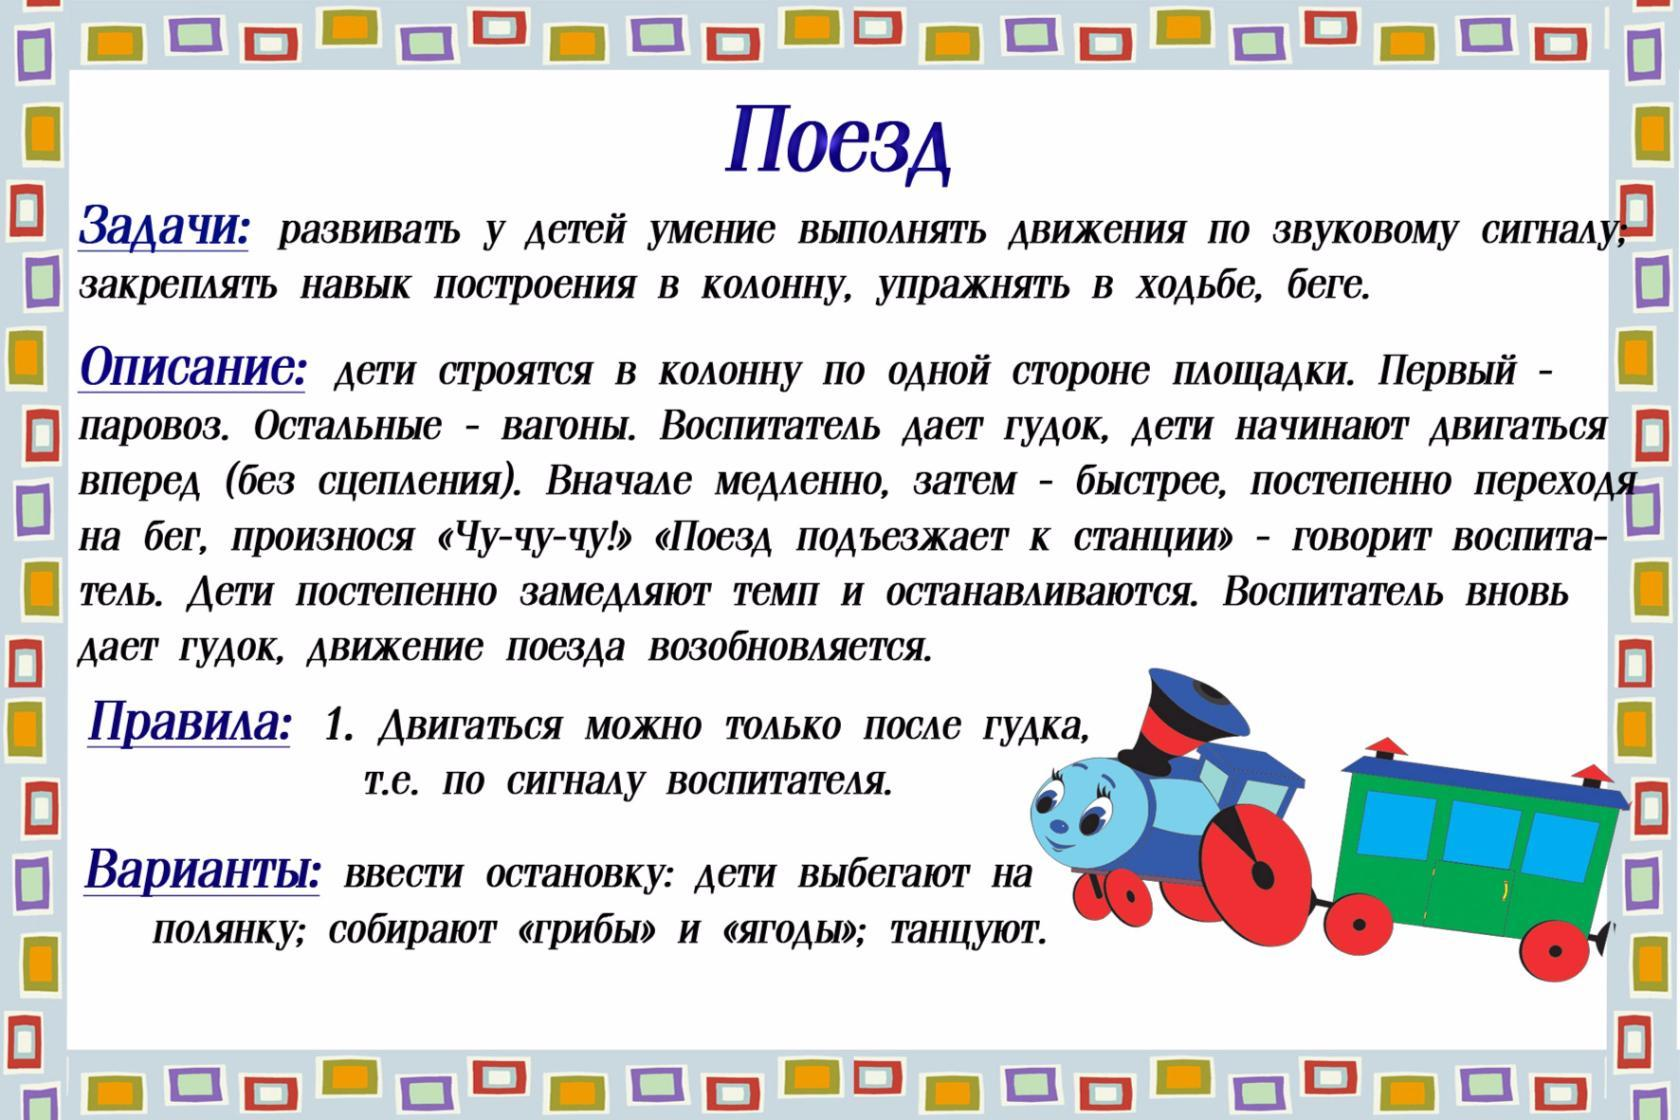 Поезд
Задачи: развивать у детей умение выполнять движения по звуковому сигналу;
закреплять навык построения в колонну, упражнять в ходьбе, беге.
Описание: дети строятся в колонну по одной стороне площадки. Первый -
паровоз. Остальные - вагоны. Воспитатель дает гудок, дети начинают двигаться
вперед (без сцепления). Вначале медленно, затем - быстрее, постепенно переходя
на бег, произнося «Чу-чу-чу!» «Поезд подъезжает к станции» - говорит воспита-
тель. Дети постепенно замедляют темп и останавливаются. Воспитатель вновь
дает гудок, движение поезда возобновляется.
Правила: 1. Двигаться можно только после гудка,
т.е. по сигналу воспитателя.
Варианты: ввести остановку: дети выбегают на
полянку; собирают «грибы» и «ягоды»; танцуют.